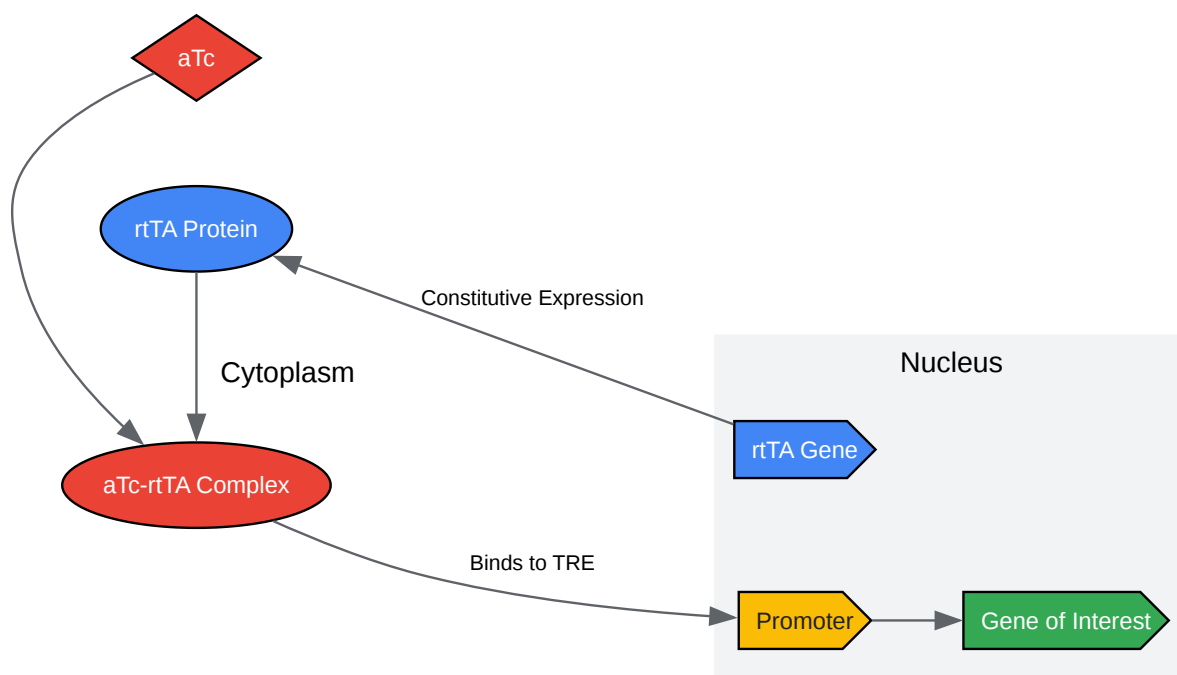 aTc
rtTA Protein
Constitutive Expression
Nucleus
Cytoplasm
rtTA Gene
aTc-rtTA Complex
Binds to TRE
Promoter
Gene of Interest